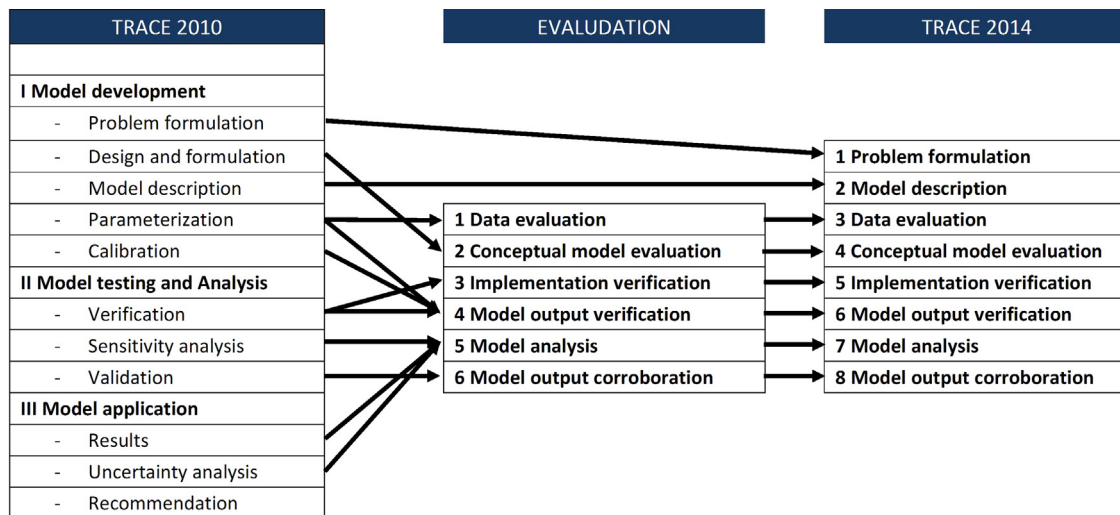 TRACE 2010
I Model development
- Problem formulation
- Design and formulation
- Model description
- Parameterization
- Calibration
II Model testing and Analysis
- Verification
- Sensitivity analysis
- Validation
III Model application
- Results
- Uncertainty analysis
- Recommendation
EVALUDATION
1 Data evaluation
2 Conceptual model evaluation
3 Implementation verification
4 Model output verification
5 Model analysis
6 Model output corroboration
TRACE 2014
1 Problem formulation
2 Model description
3 Data evaluation
4 Conceptual model evaluation
5 Implementation verification
6 Model output verification
7 Model analysis
8 Model output corroboration